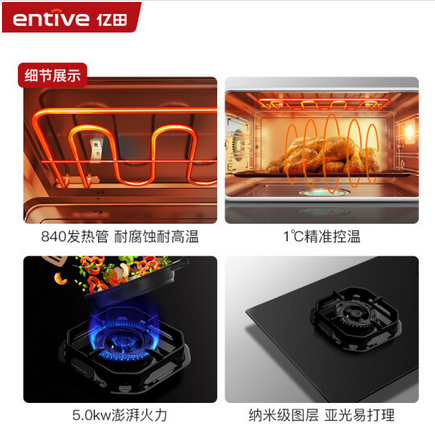 entive 亿田
细节展示
840发热管 耐腐蚀耐高温
1℃精准控温
5.0kw澎湃火力
纳米级图层 亚光易打理